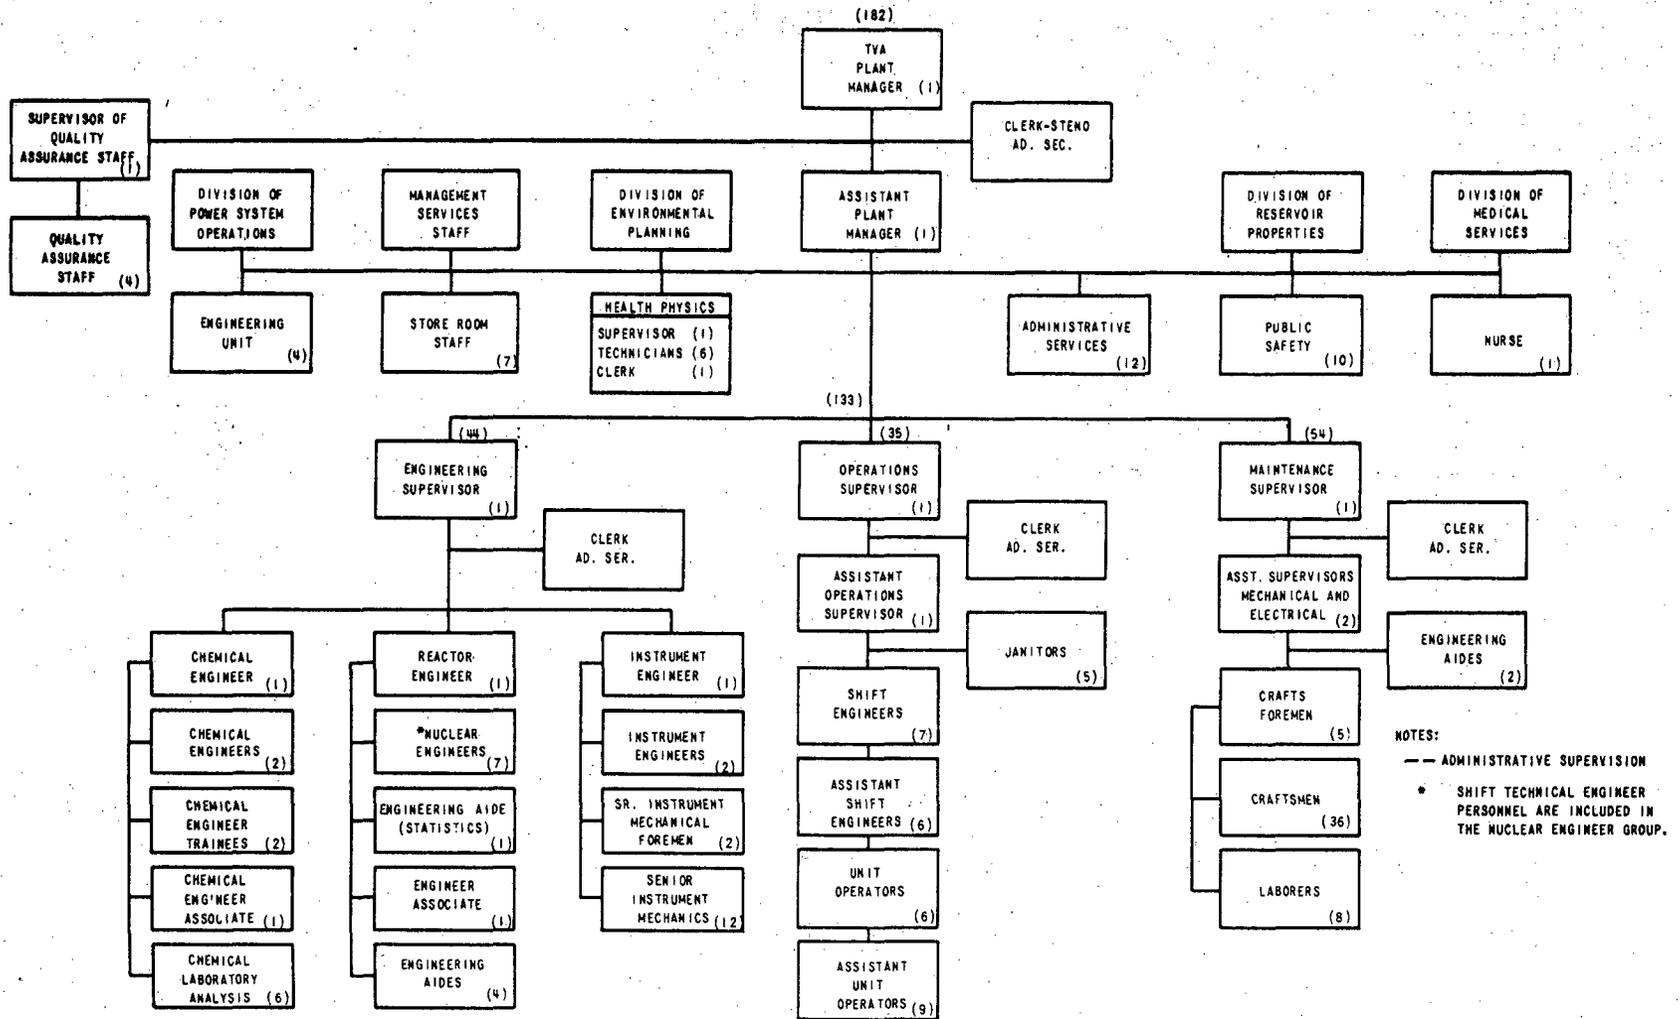 (182)
TVA
PLANT
MANAGER (1)
SUPERVISOR OF
QUALITY
ASSURANCE STAFF
(1)
CLERK-STENO
AD. SEC.
QUALITY
ASSURANCE
STAFF (4)
DIVISION OF
POWER SYSTEM
OPERATIONS
MANAGEMENT
SERVICES
STAFF
DIVISION OF
ENVIRONMENTAL
PLANNING
ASSISTANT
PLANT
MANAGER (1)
DIVISION OF
RESERVOIR
PROPERTIES
DIVISION OF
MEDICAL
SERVICES
ENGINEERING
UNIT
(4)
STORE ROOM
STAFF
(7)
HEALTH PHYSICS
SUPERVISOR (1)
TECHNICIANS (6)
CLERK (1)
ADMINISTRATIVE
SERVICES
(12)
PUBLIC
SAFETY
(10)
NURSE
(1)
(133)
(44)
(35)
(54)
ENGINEERING
SUPERVISOR
(1)
OPERATIONS
SUPERVISOR
(1)
MAINTENANCE
SUPERVISOR
(1)
CLERK
AD. SER.
CLERK
AD. SER.
CLERK
AD. SER.
ASSISTANT
OPERATIONS
SUPERVISOR (1)
ASST. SUPERVISORS
MECHANICAL AND
ELECTRICAL (2)
JANITORS
(5)
ENGINEERING
AIDES
(2)
CHEMICAL
ENGINEER (1)
CHEMICAL
ENGINEERS
(2)
CHEMICAL
ENGINEER
TRAINEES (2)
CHEMICAL
ENG'NEER
ASSOCIATE (1)
CHEMICAL
LABORATORY
ANALYSIS (6)
REACTOR
ENGINEER (1)
*NUCLEAR
ENGINEERS
(7)
ENGINEERING AIDE
(STATISTICS)
(1)
ENGINEER
ASSOCIATE
(1)
ENGINEERING
AIDES
(4)
INSTRUMENT
ENGINEER (1)
INSTRUMENT
ENGINEERS
(2)
SR. INSTRUMENT
MECHANICAL
FOREMEN (2)
SENIOR
INSTRUMENT
MECHANICS (12)
SHIFT
ENGINEERS
(7)
ASSISTANT
SHIFT
ENGINEERS (6)
UNIT
OPERATORS
(6)
ASSISTANT
UNIT
OPERATORS (9)
CRAFTS
FOREMEN
(5)
CRAFTSMEN
(36)
LABORERS
(8)
NOTES:
-- ADMINISTRATIVE SUPERVISION
* SHIFT TECHNICAL ENGINEER
PERSONNEL ARE INCLUDED IN
THE NUCLEAR ENGINEER GROUP.